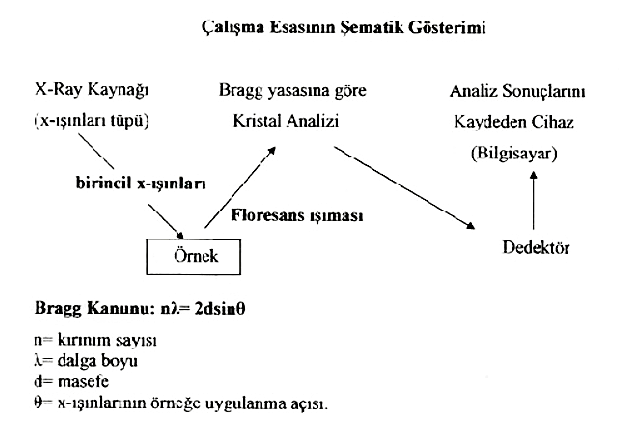 Çalışma Esasının Şematik Gösterimi
X-Ray Kaynağı
(x-ışınları tüpü)
Bragg yasasına göre
Kristal Analizi
Analiz Sonuçlarını
Kaydeden Cihaz
(Bilgisayar)
birincil x-ışınları
Floresans ışıması
Örnek
Dedektör
Bragg Kanunu: nλ= 2dsinθ
n= kırınım sayısı
λ= dalga boyu
d= masefe
θ= x-ışınlarının örneğe uygulanma açısı.